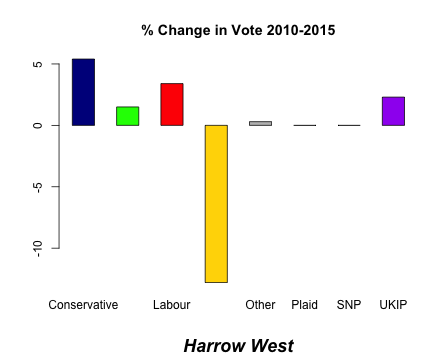 % Change in Vote 2010-2015
5
0
-5
-10
Conservative Labour Other Plaid SNP UKIP
Harrow West